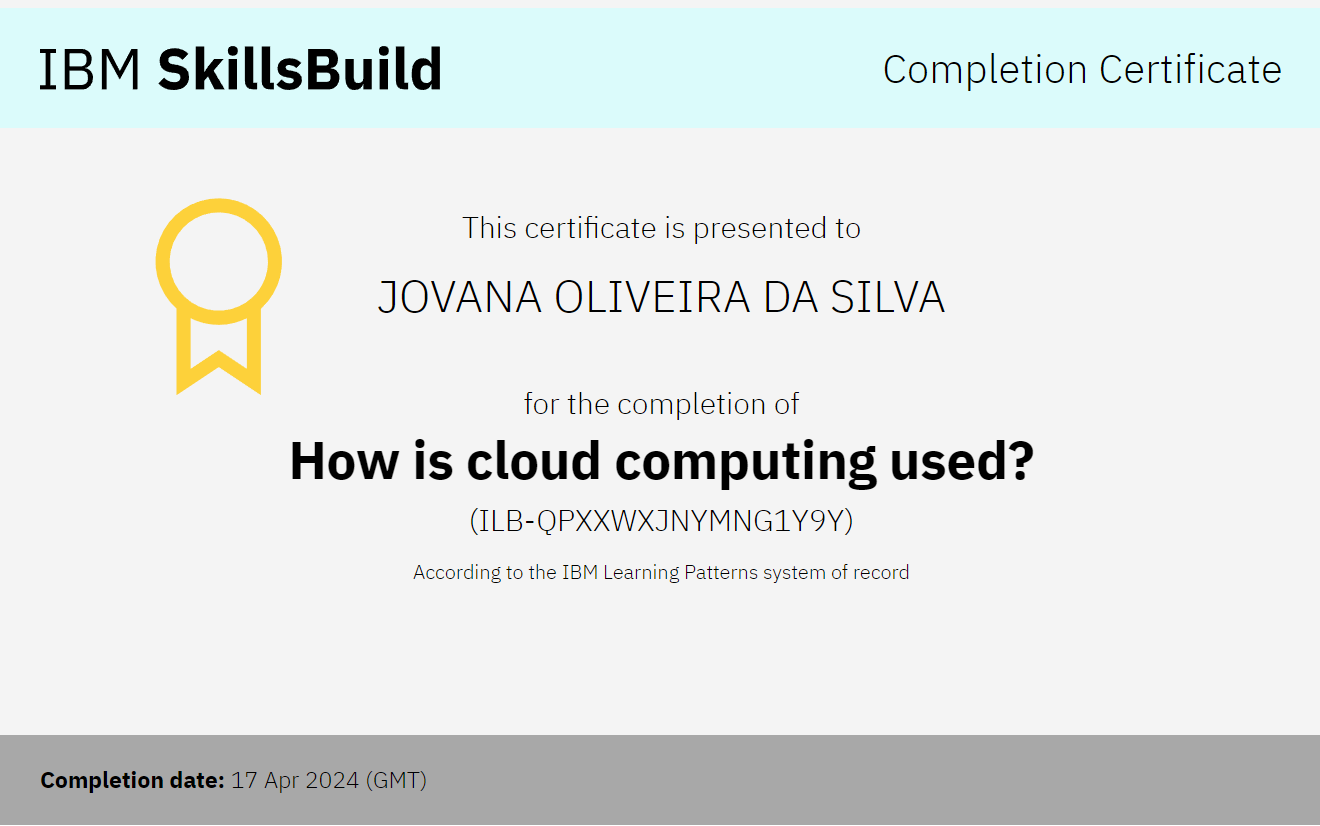 IBM SkillsBuild
Completion Certificate
This certificate is presented to
JOVANA OLIVEIRA DA SILVA
for the completion of
How is cloud computing used?
(ILB-QPXXWXJNYMNG1Y9Y)
According to the IBM Learning Patterns system of record
Completion date: 17 Apr 2024 (GMT)